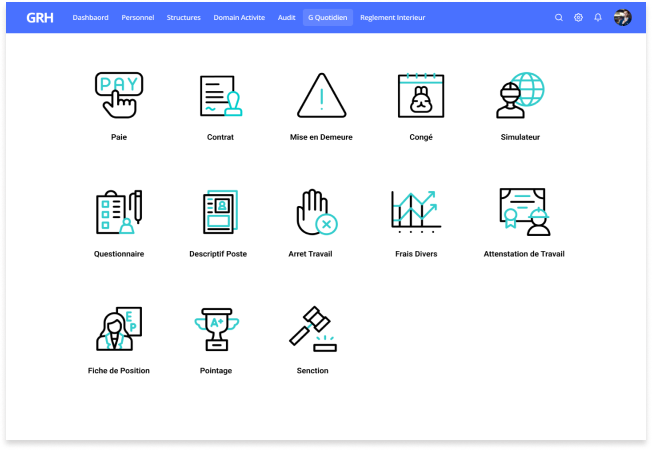 GRH Dashbaord Personnel Structures Domain Activite Audit G Quotidien Reglement Interieur
PAY
Paie Contrat Mise en Demeure Congé Simulateur
Questionnaire Descriptif Poste Arret Travail Frais Divers Attenstation de Travail
E
P
A+
Fiche de Position Pointage Senction